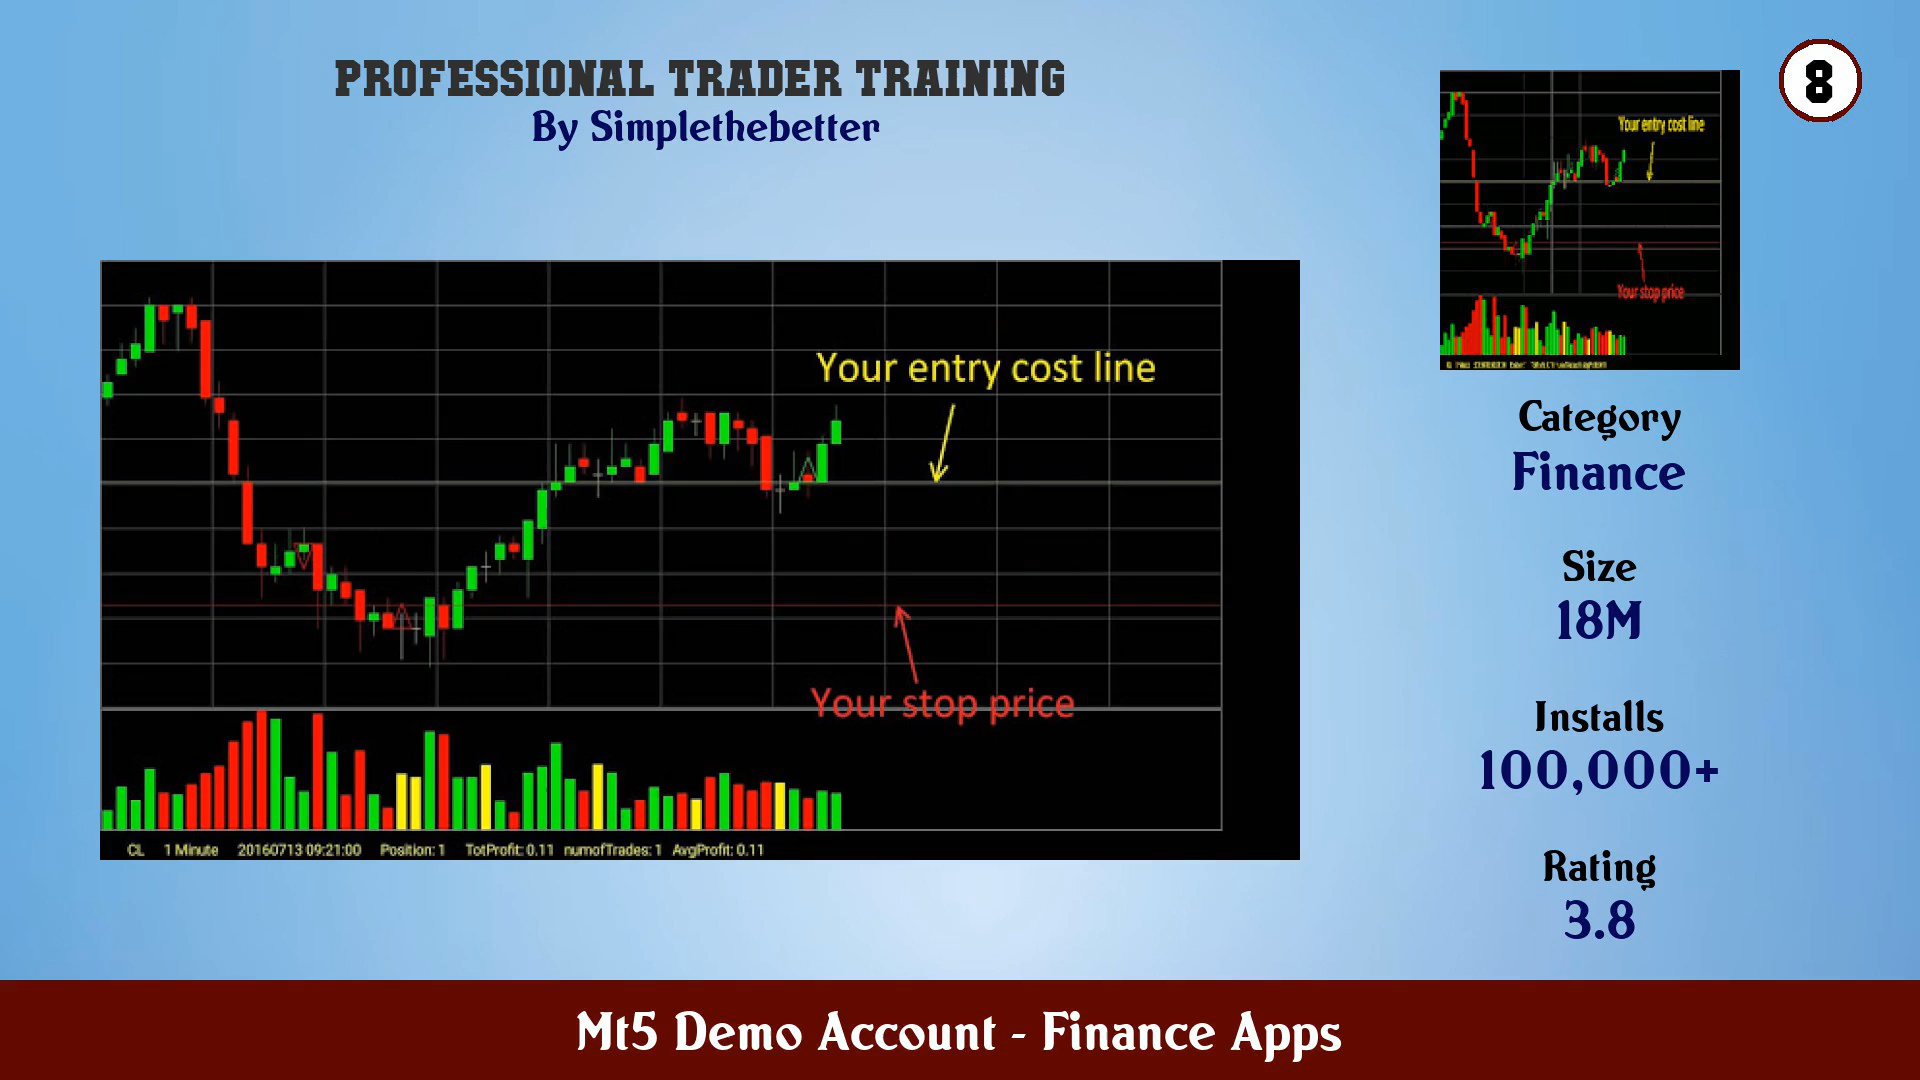 PROFESSIONAL TRADER TRAINING
By Simplethebetter
8
Your entry cost line
Your stop price
CL 1 Minute 20160713 09:21:00 Position: 1 TotProfit: 0.11 numofTrades: 1 AvgProfit: 0.11
Your entry cost line
Your stop price
Category
Finance
Size
18M
Installs
100,000+
Rating
3.8
Mt5 Demo Account - Finance Apps